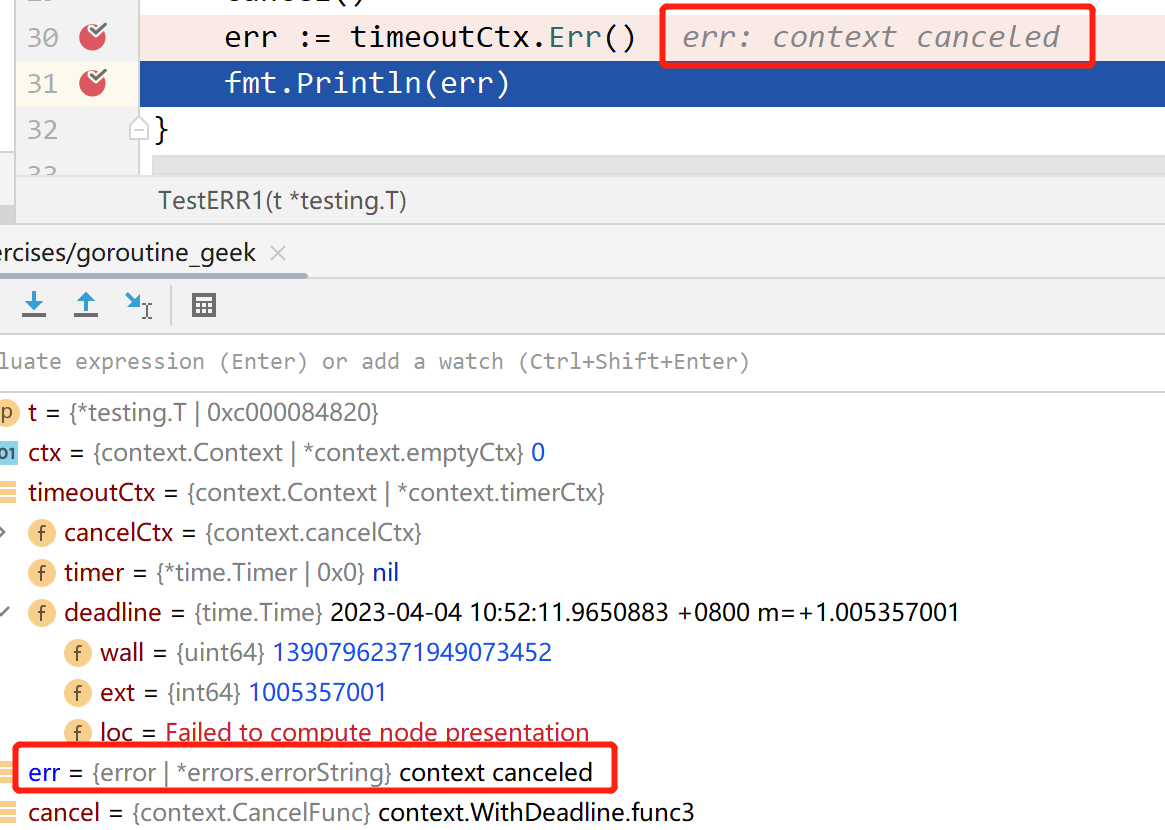 cancel()
30 err := timeoutCtx.Err() err: context canceled
31 fmt.Println(err)
32 }
33
TestERR1(t *testing.T)
ercises/goroutine_geek
luate expression (Enter) or add a watch (Ctrl+Shift+Enter)
p t = {*testing.T | 0xc000084820}
01 ctx = {context.Context | *context.emptyCtx} 0
timeoutCtx = {context.Context | *context.timerCtx}
f cancelCtx = {context.cancelCtx}
f timer = {*time.Timer | 0x0} nil
f deadline = {time.Time} 2023-04-04 10:52:11.9650883 +0800 m=+1.005357001
f wall = {uint64} 13907962371949073452
f ext = {int64} 1005357001
f loc = Failed to compute node presentation
err = {error | *errors.errorString} context canceled
cancel = {context.CancelFunc} context.WithDeadline.func3